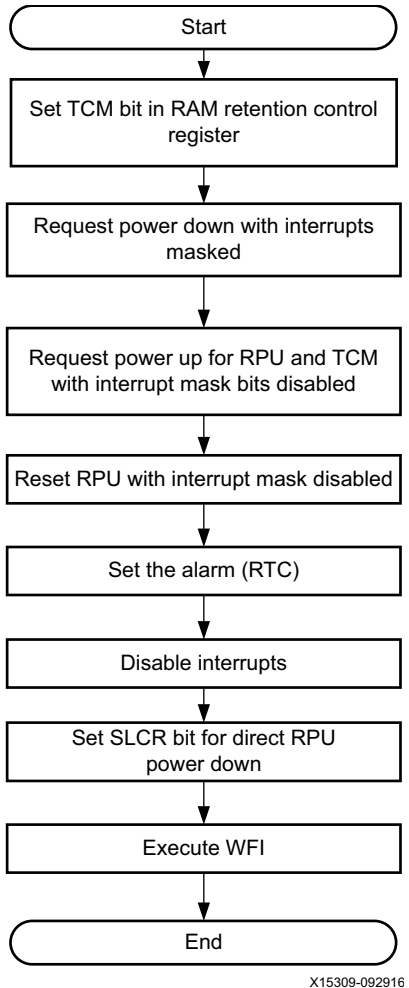 Start
Set TCM bit in RAM retention control
register
Request power down with interrupts
masked
Request power up for RPU and TCM
with interrupt mask bits disabled
Reset RPU with interrupt mask disabled
Set the alarm (RTC)
Disable interrupts
Set SLCR bit for direct RPU
power down
Execute WFI
End
X15309-092916